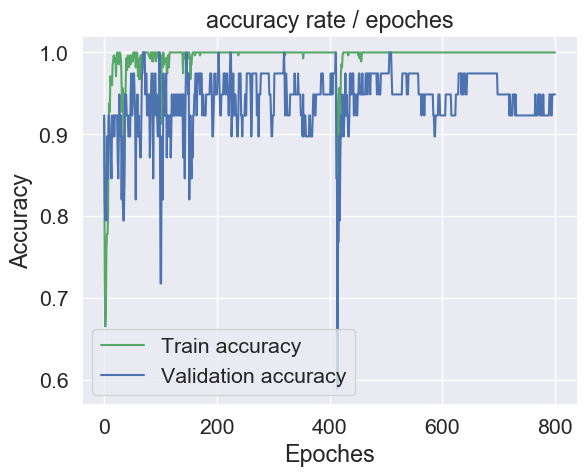 accuracy rate / epoches
1.0
0.9
0.8
0.7
0.6
Accuracy
Train accuracy
Validation accuracy
0
200
400
600
800
Epoches